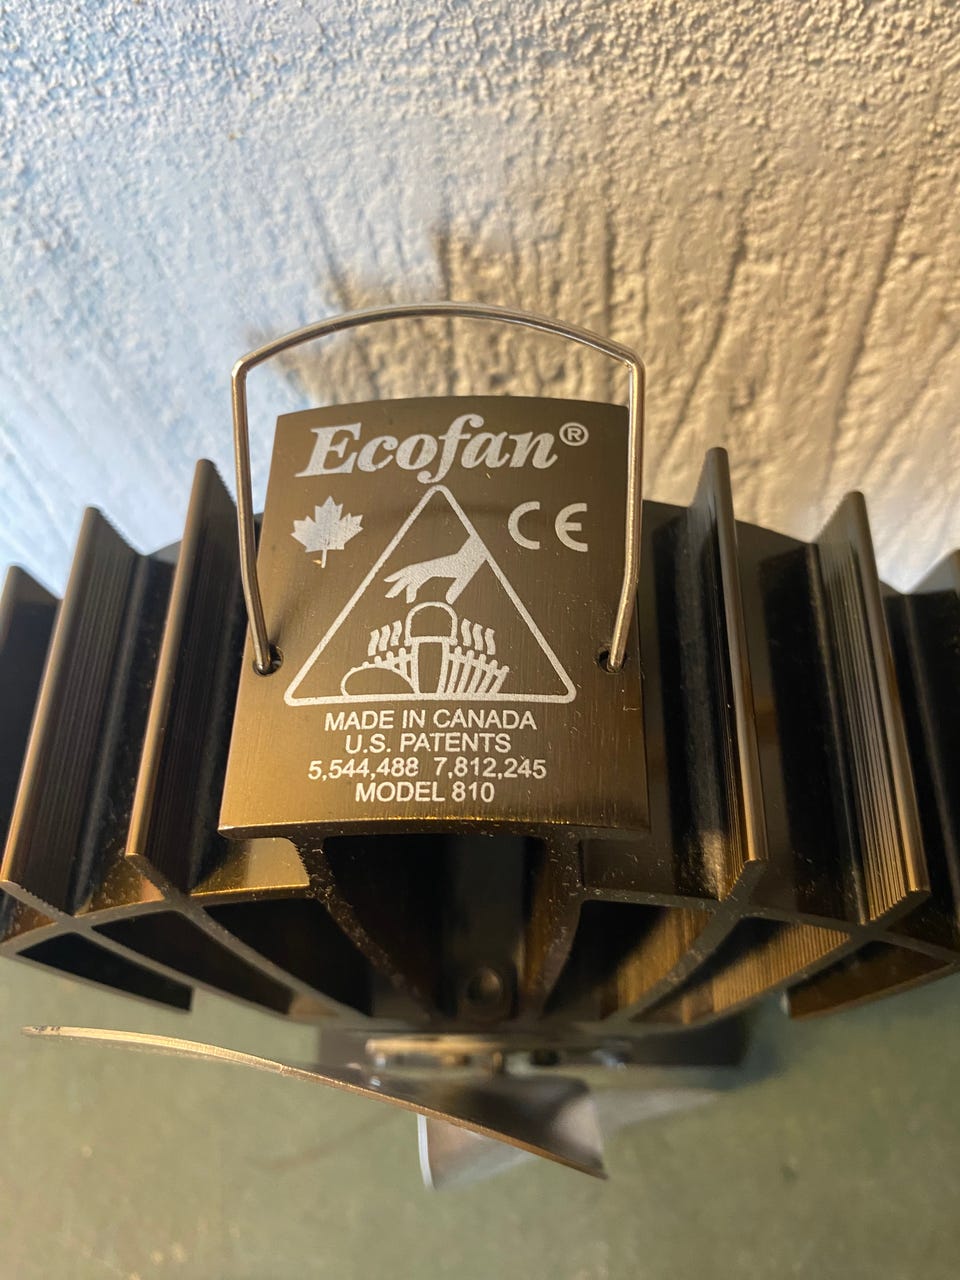 Ecofan®
CE
MADE IN CANADA
U.S. PATENTS
5,544,488 7,812,245
MODEL 810